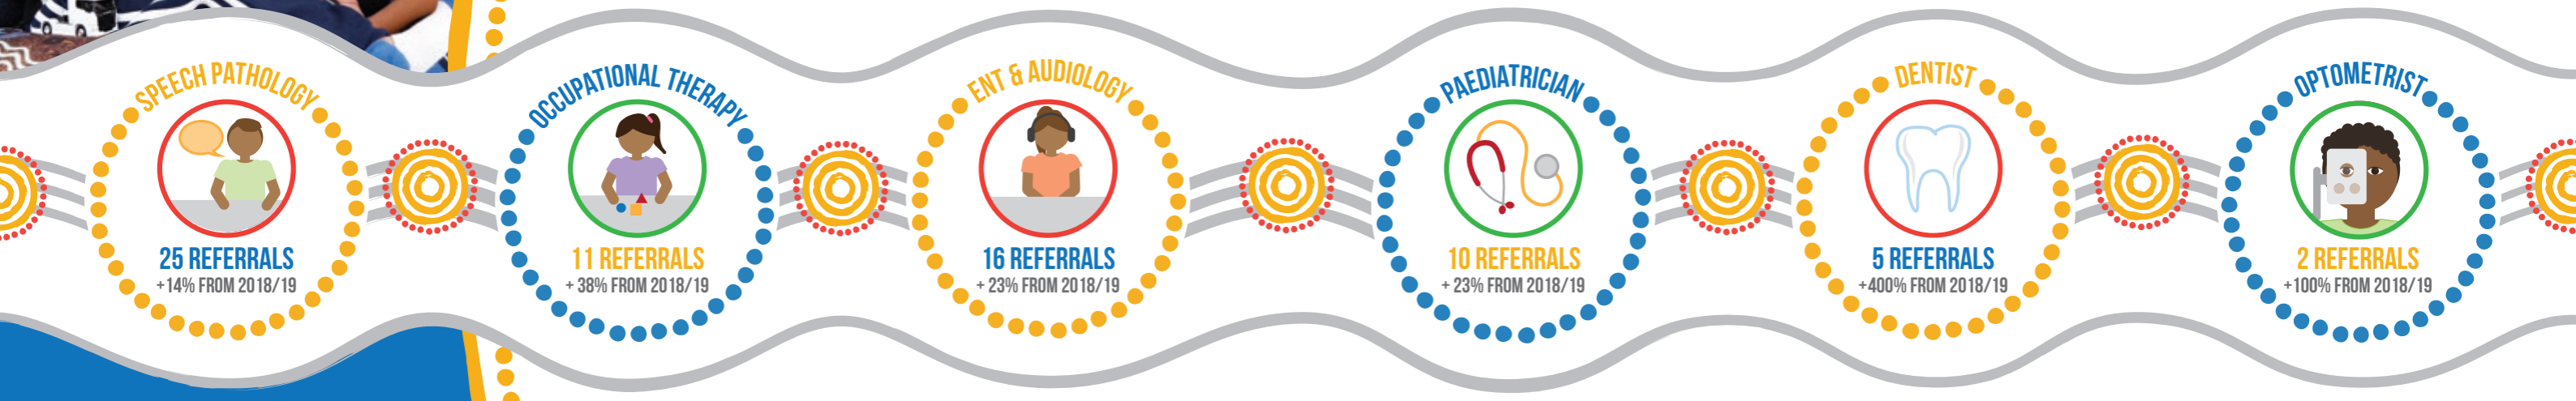 SPEECH PATHOLOGY
25 REFERRALS
+14% FROM 2018/19
OCCUPATIONAL THERAPY
11 REFERRALS
+ 38% FROM 2018/19
ENT & AUDIOLOGY
16 REFERRALS
+ 23% FROM 2018/19
PAEDIATRICIAN
10 REFERRALS
+ 23% FROM 2018/19
DENTIST
5 REFERRALS
+400% FROM 2018/19
OPTOMETRIST
2 REFERRALS
+100% FROM 2018/19